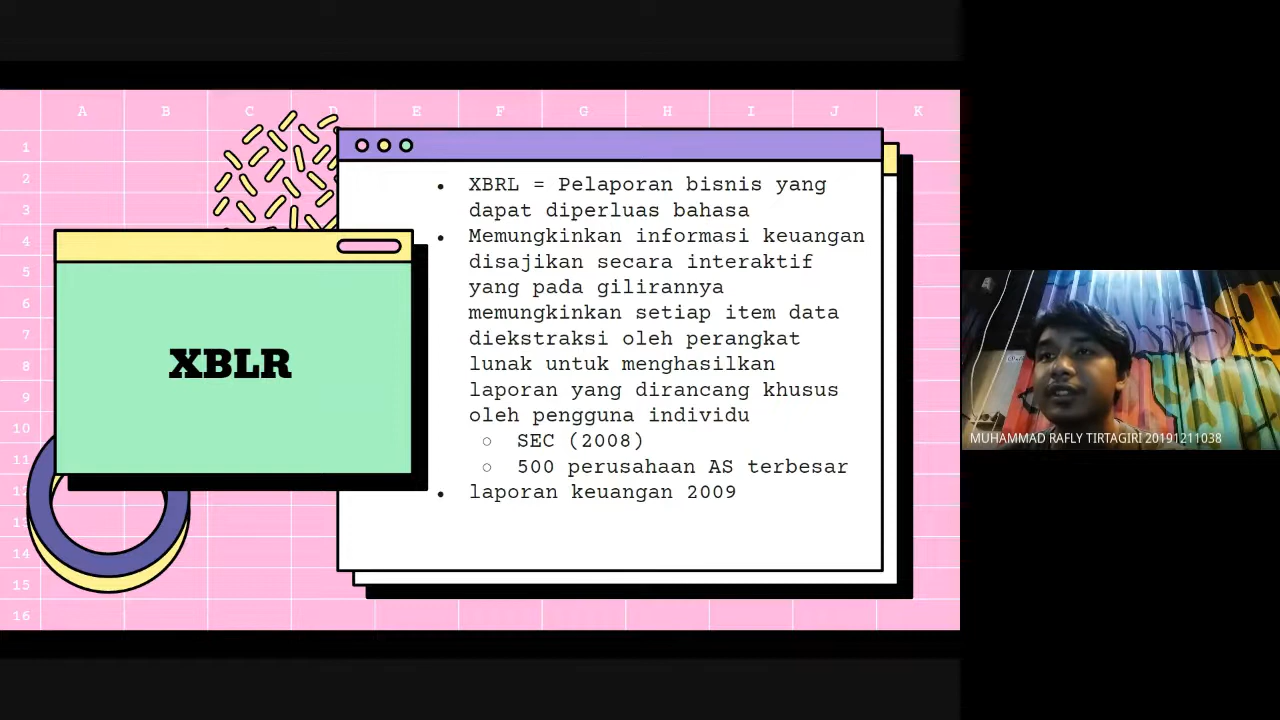 A B C D E F G H I J K
1
2
3
4
5
6
7
8
9
10
11
12
13
14
15
16
XBLR
• XBRL = Pelaporan bisnis yang
dapat diperluas bahasa
• Memungkinkan informasi keuangan
disajikan secara interaktif
yang pada gilirannya
memungkinkan setiap item data
diekstraksi oleh perangkat
lunak untuk menghasilkan
laporan yang dirancang khusus
oleh pengguna individu
○ SEC (2008)
○ 500 perusahaan AS terbesar
• laporan keuangan 2009
MUHAMMAD RAFLY TIRTAGIRI 20191211038